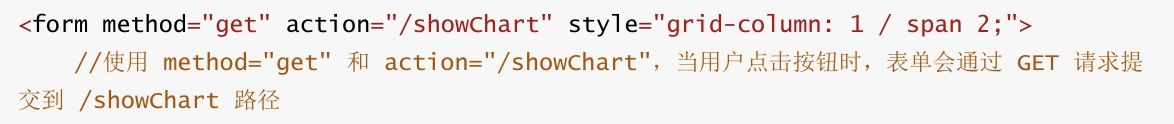 <form method="get" action="/showChart" style="grid-column: 1 / span 2;">
//使用 method="get" 和 action="/showChart"，当用户点击按钮时，表单会通过 GET 请求提
交到 /showChart 路径